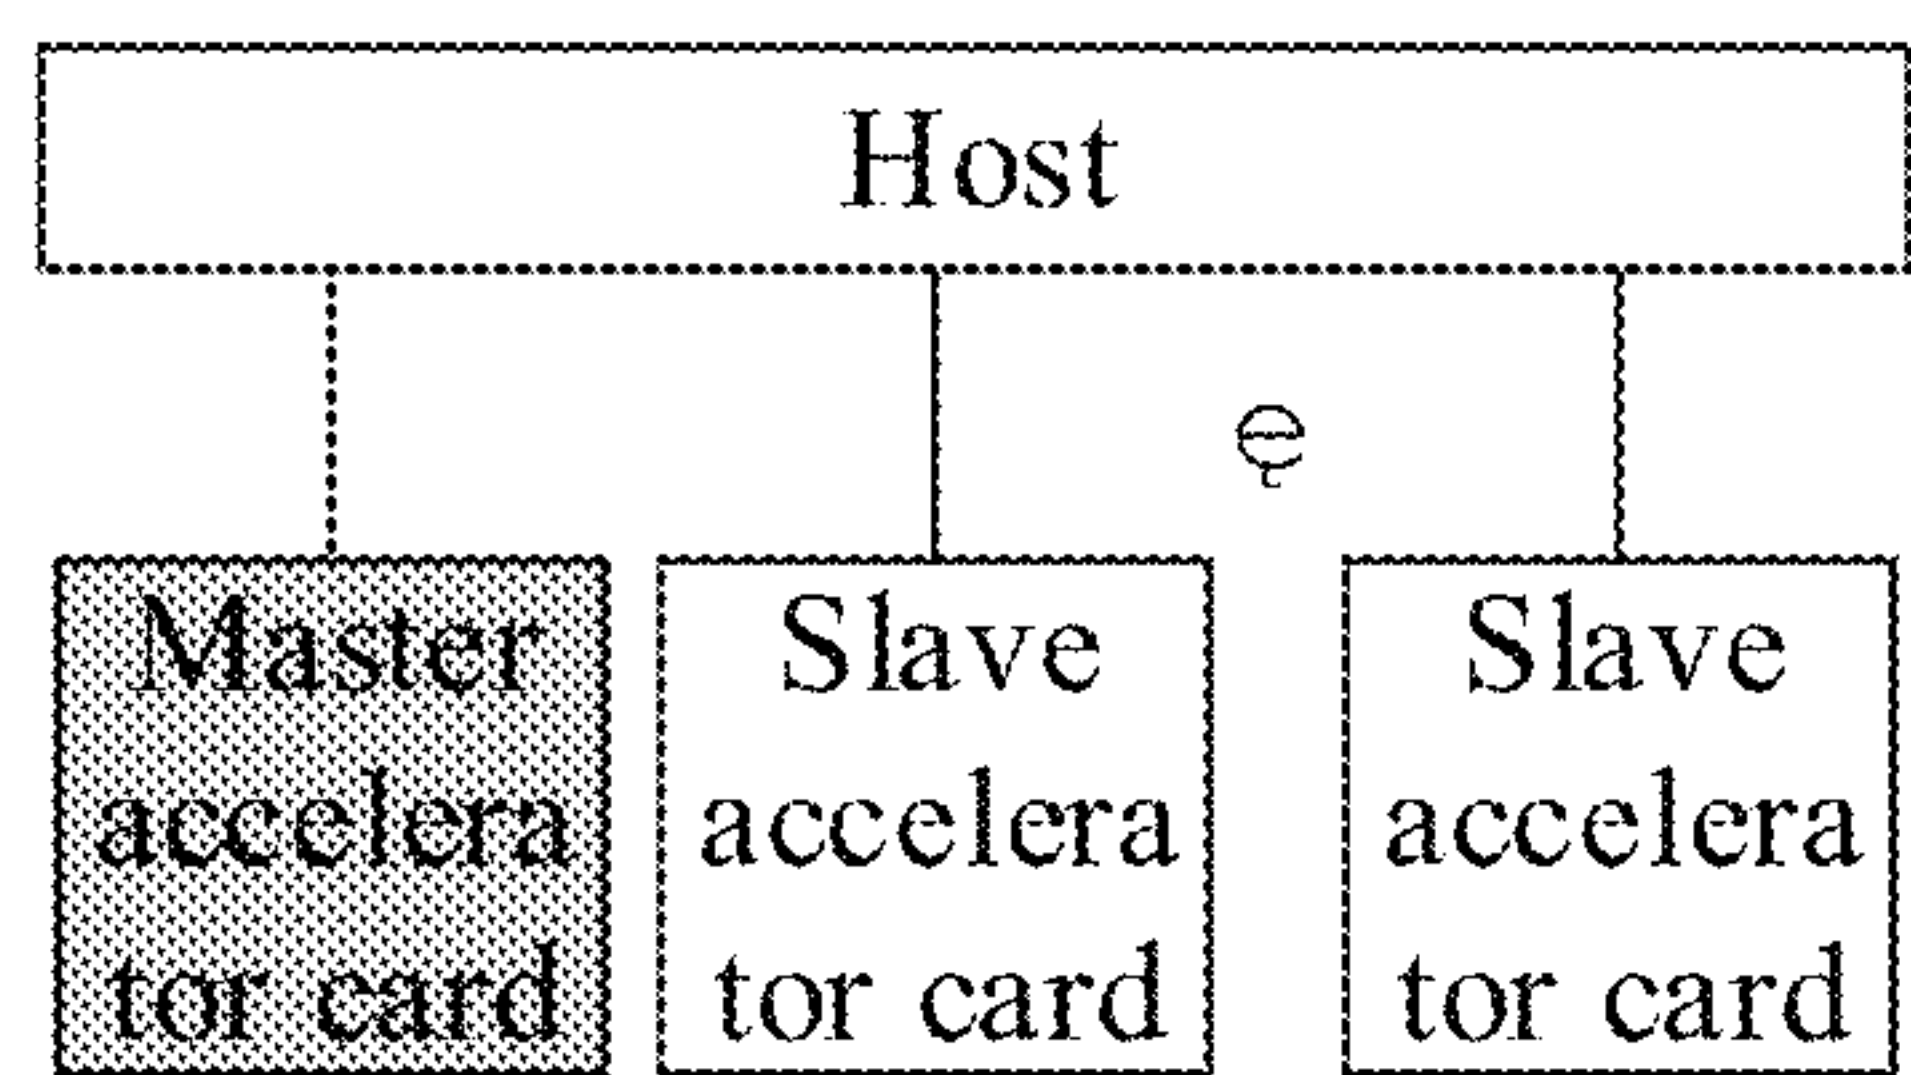 Host
e
Master
accelera
tor card
Slave
accelera
tor card
Slave
accelera
tor card